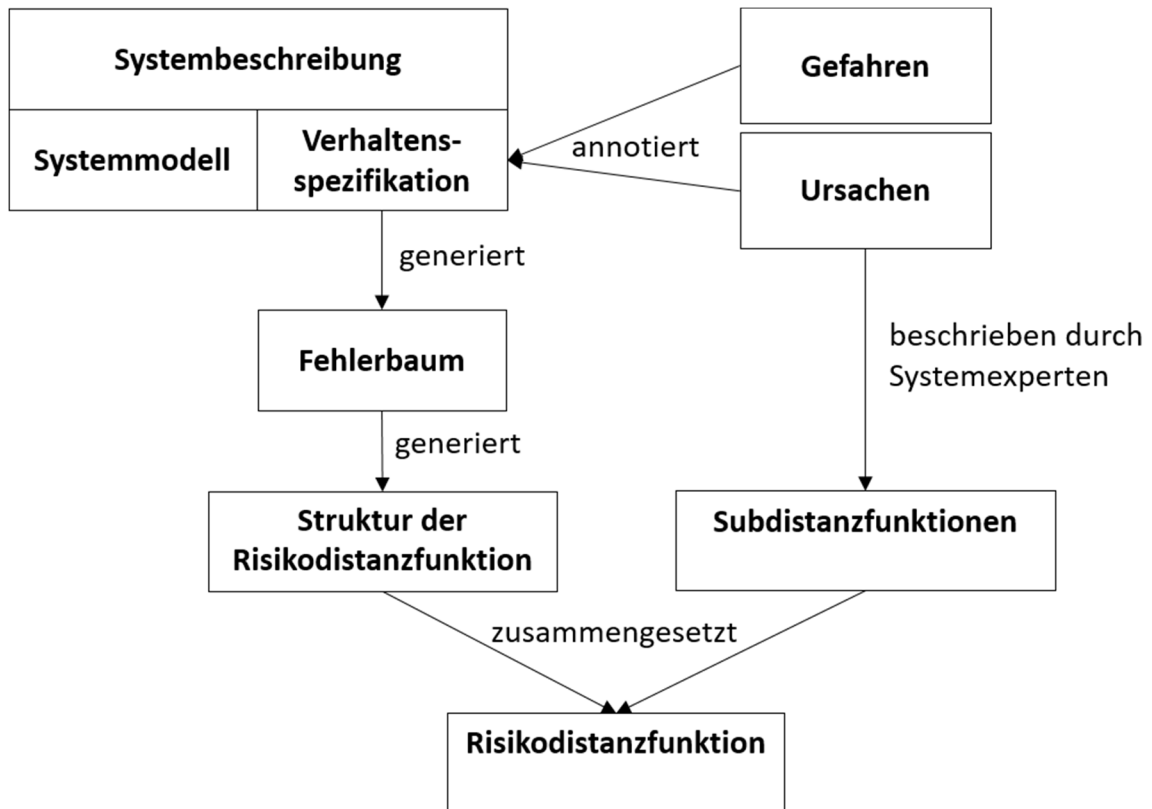 Systembeschreibung
Gefahren
Systemmodell
Verhaltens-
spezifikation
annotiert
Ursachen
generiert
Fehlerbaum
beschrieben durch
Systemexperten
generiert
Struktur der
Risikodistanzfunktion
Subdistanzfunktionen
zusammengesetzt
Risikodistanzfunktion